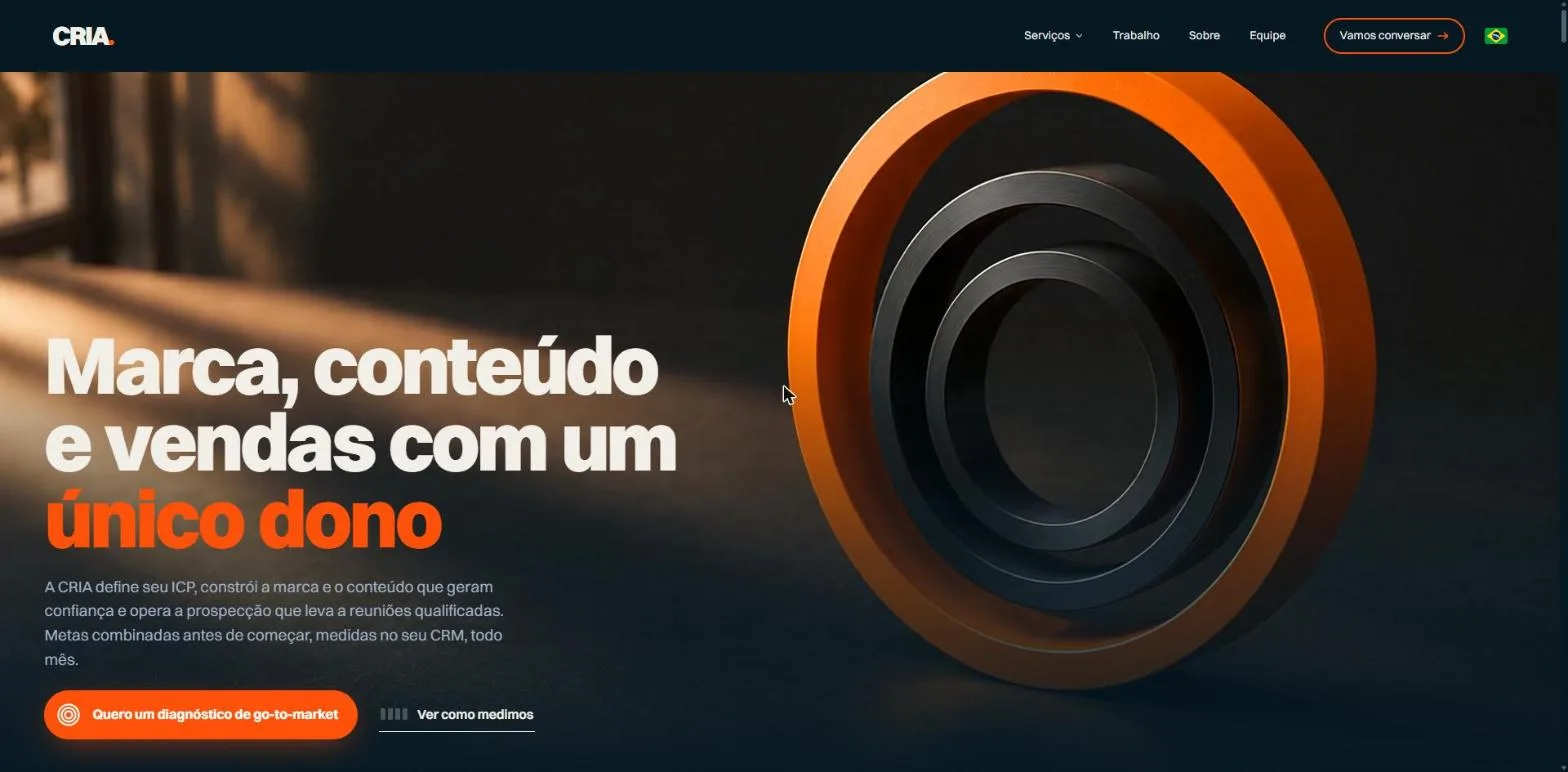 CRIA.
Serviços
Trabalho
Sobre
Equipe
Vamos conversar →
Marca, conteúdo
e vendas com um
único dono
A CRIA define seu ICP, constrói a marca e o conteúdo que geram
confiança e opera a prospecção que leva a reuniões qualificadas.
Metas combinadas antes de começar, medidas no seu CRM, todo
mês.
Quero um diagnóstico de go-to-market
Ver como medimos